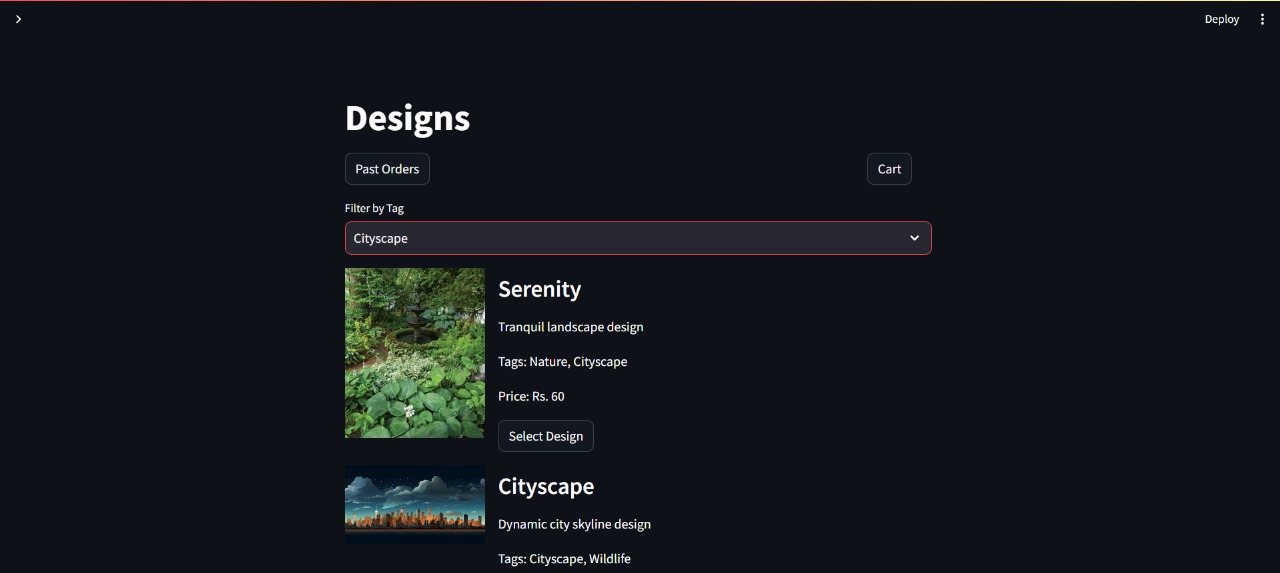 Deploy
Designs
Past Orders
Cart
Filter by Tag
Cityscape
Serenity
Tranquil landscape design
Tags: Nature, Cityscape
Price: Rs. 60
Select Design
Cityscape
Dynamic city skyline design
Tags: Cityscape, Wildlife